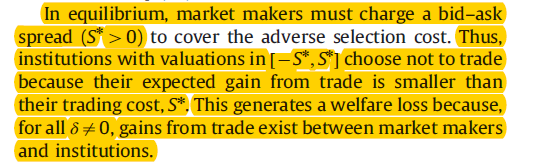 In equilibrium, market makers must charge a bid–ask
spread (S* > 0) to cover the adverse selection cost. Thus,
institutions with valuations in [−S*, S*] choose not to trade
because their expected gain from trade is smaller than
their trading cost, S*. This generates a welfare loss because,
for all δ ≠ 0, gains from trade exist between market makers
and institutions.